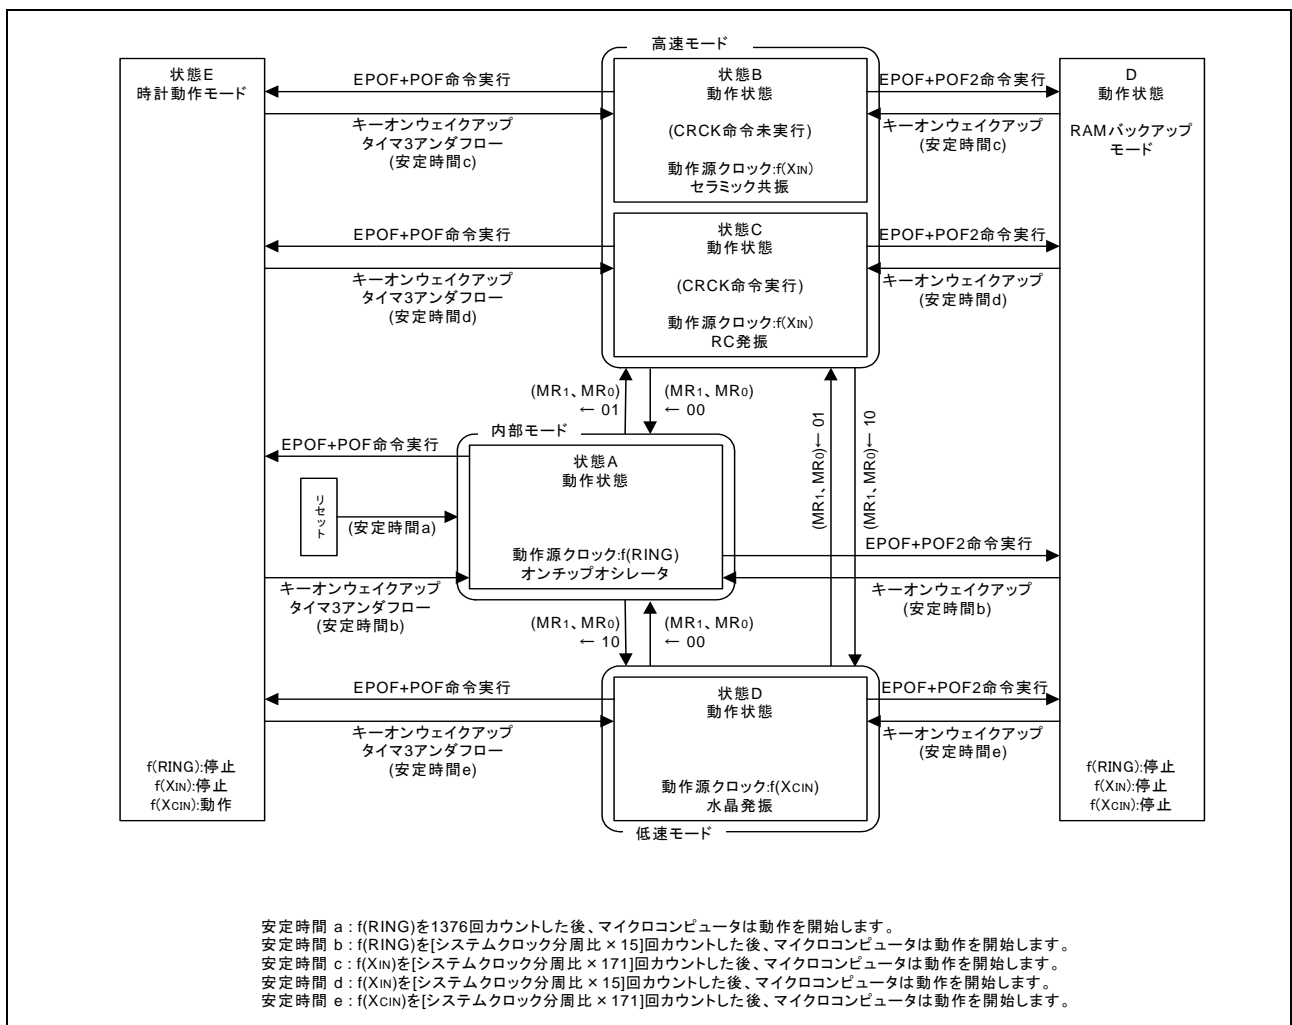 高速モード
状態E
時計動作モード
EPOF+POF命令実行
キーオンウェイクアップ
タイマ3アンダフロー
(安定時間c)
状態B
動作状態
(CRCK命令未実行)
動作源クロック:f(XIN)
セラミック共振
EPOF+POF2命令実行
キーオンウェイクアップ
(安定時間c)
D
動作状態
RAMバックアップ
モード
EPOF+POF命令実行
キーオンウェイクアップ
タイマ3アンダフロー
(安定時間d)
状態C
動作状態
(CRCK命令実行)
動作源クロック:f(XIN)
RC発振
EPOF+POF2命令実行
キーオンウェイクアップ
(安定時間d)
(MR1、MR0)
← 01
(MR1、MR0)
← 00
(MR1、MR0)← 01
(MR1、MR0)← 10
内部モード
EPOF+POF命令実行
リセット
(安定時間a)
状態A
動作状態
動作源クロック:f(RING)
オンチップオシレータ
EPOF+POF2命令実行
キーオンウェイクアップ
タイマ3アンダフロー
(安定時間b)
キーオンウェイクアップ
(安定時間b)
(MR1、MR0)
← 10
(MR1、MR0)
← 00
EPOF+POF命令実行
キーオンウェイクアップ
タイマ3アンダフロー
(安定時間e)
状態D
動作状態
動作源クロック:f(XCIN)
水晶発振
EPOF+POF2命令実行
キーオンウェイクアップ
(安定時間e)
f(RING):停止
f(XIN):停止
f(XCIN):動作
f(RING):停止
f(XIN):停止
f(XCIN):停止
低速モード
安定時間 a : f(RING)を1376回カウントした後、マイクロコンピュータは動作を開始します。
安定時間 b : f(RING)を[システムクロック分周比×15]回カウントした後、マイクロコンピュータは動作を開始します。
安定時間 c : f(XIN)を[システムクロック分周比×171]回カウントした後、マイクロコンピュータは動作を開始します。
安定時間 d : f(XIN)を[システムクロック分周比×15]回カウントした後、マイクロコンピュータは動作を開始します。
安定時間 e : f(XCIN)を[システムクロック分周比×171]回カウントした後、マイクロコンピュータは動作を開始します。